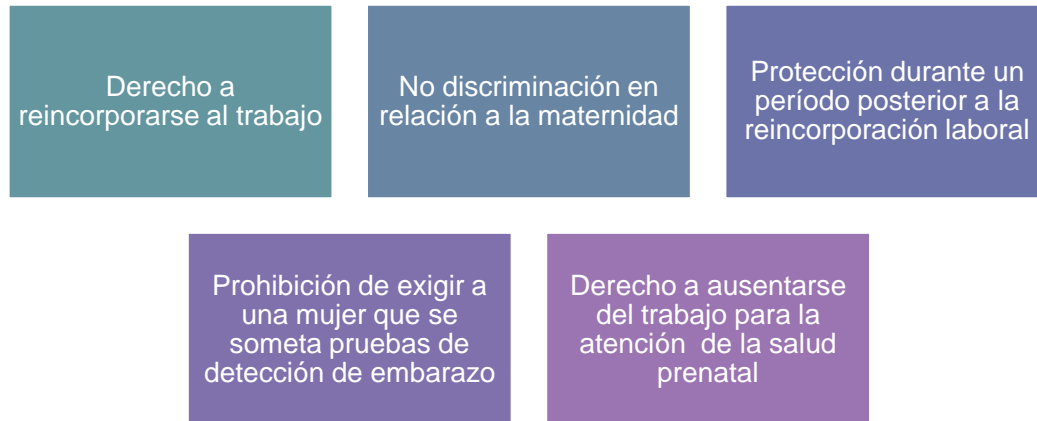 Derecho a
reincorporarse al trabajo
No discriminación en
relación a la maternidad
Protección durante un
período posterior a la
reincorporación laboral
Prohibición de exigir a
una mujer que se
someta pruebas de
detección de embarazo
Derecho a ausentarse
del trabajo para la
atención  de la salud
prenatal